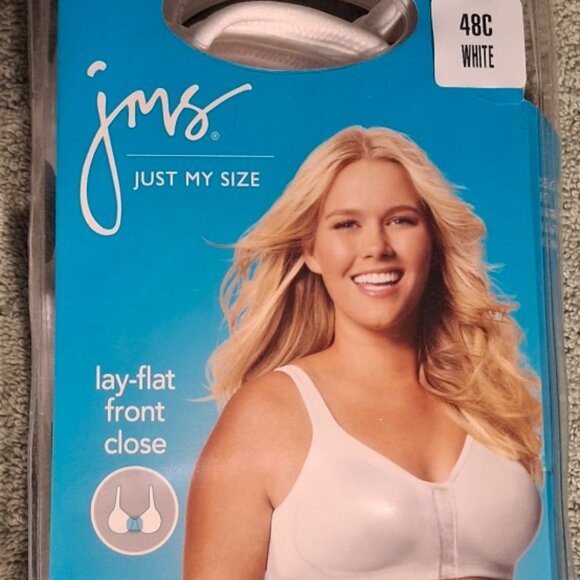 48C
WHITE
jms®
JUST MY SIZE
lay-flat
front
close